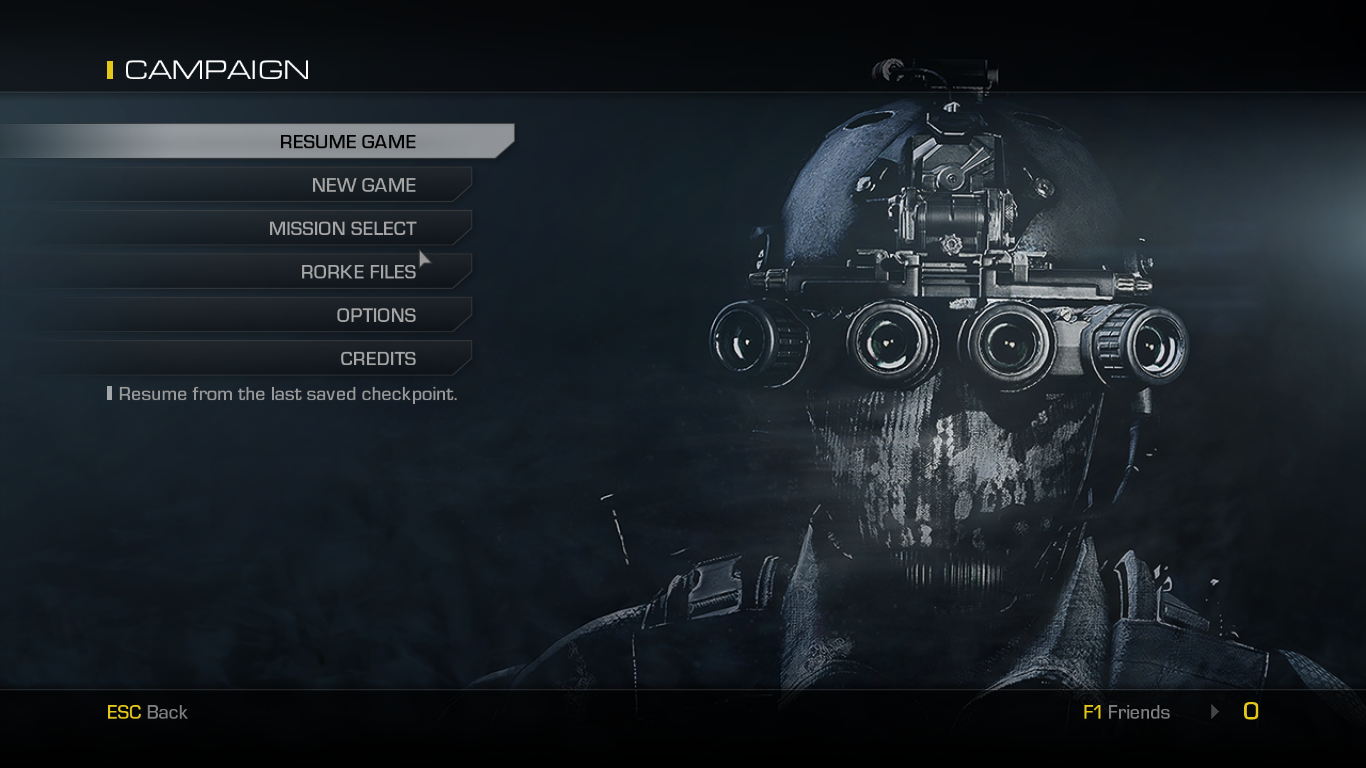 CAMPAIGN
RESUME GAME
NEW GAME
MISSION SELECT
RORKE FILES
OPTIONS
CREDITS
Resume from the last saved checkpoint.
ESC Back
F1 Friends 0